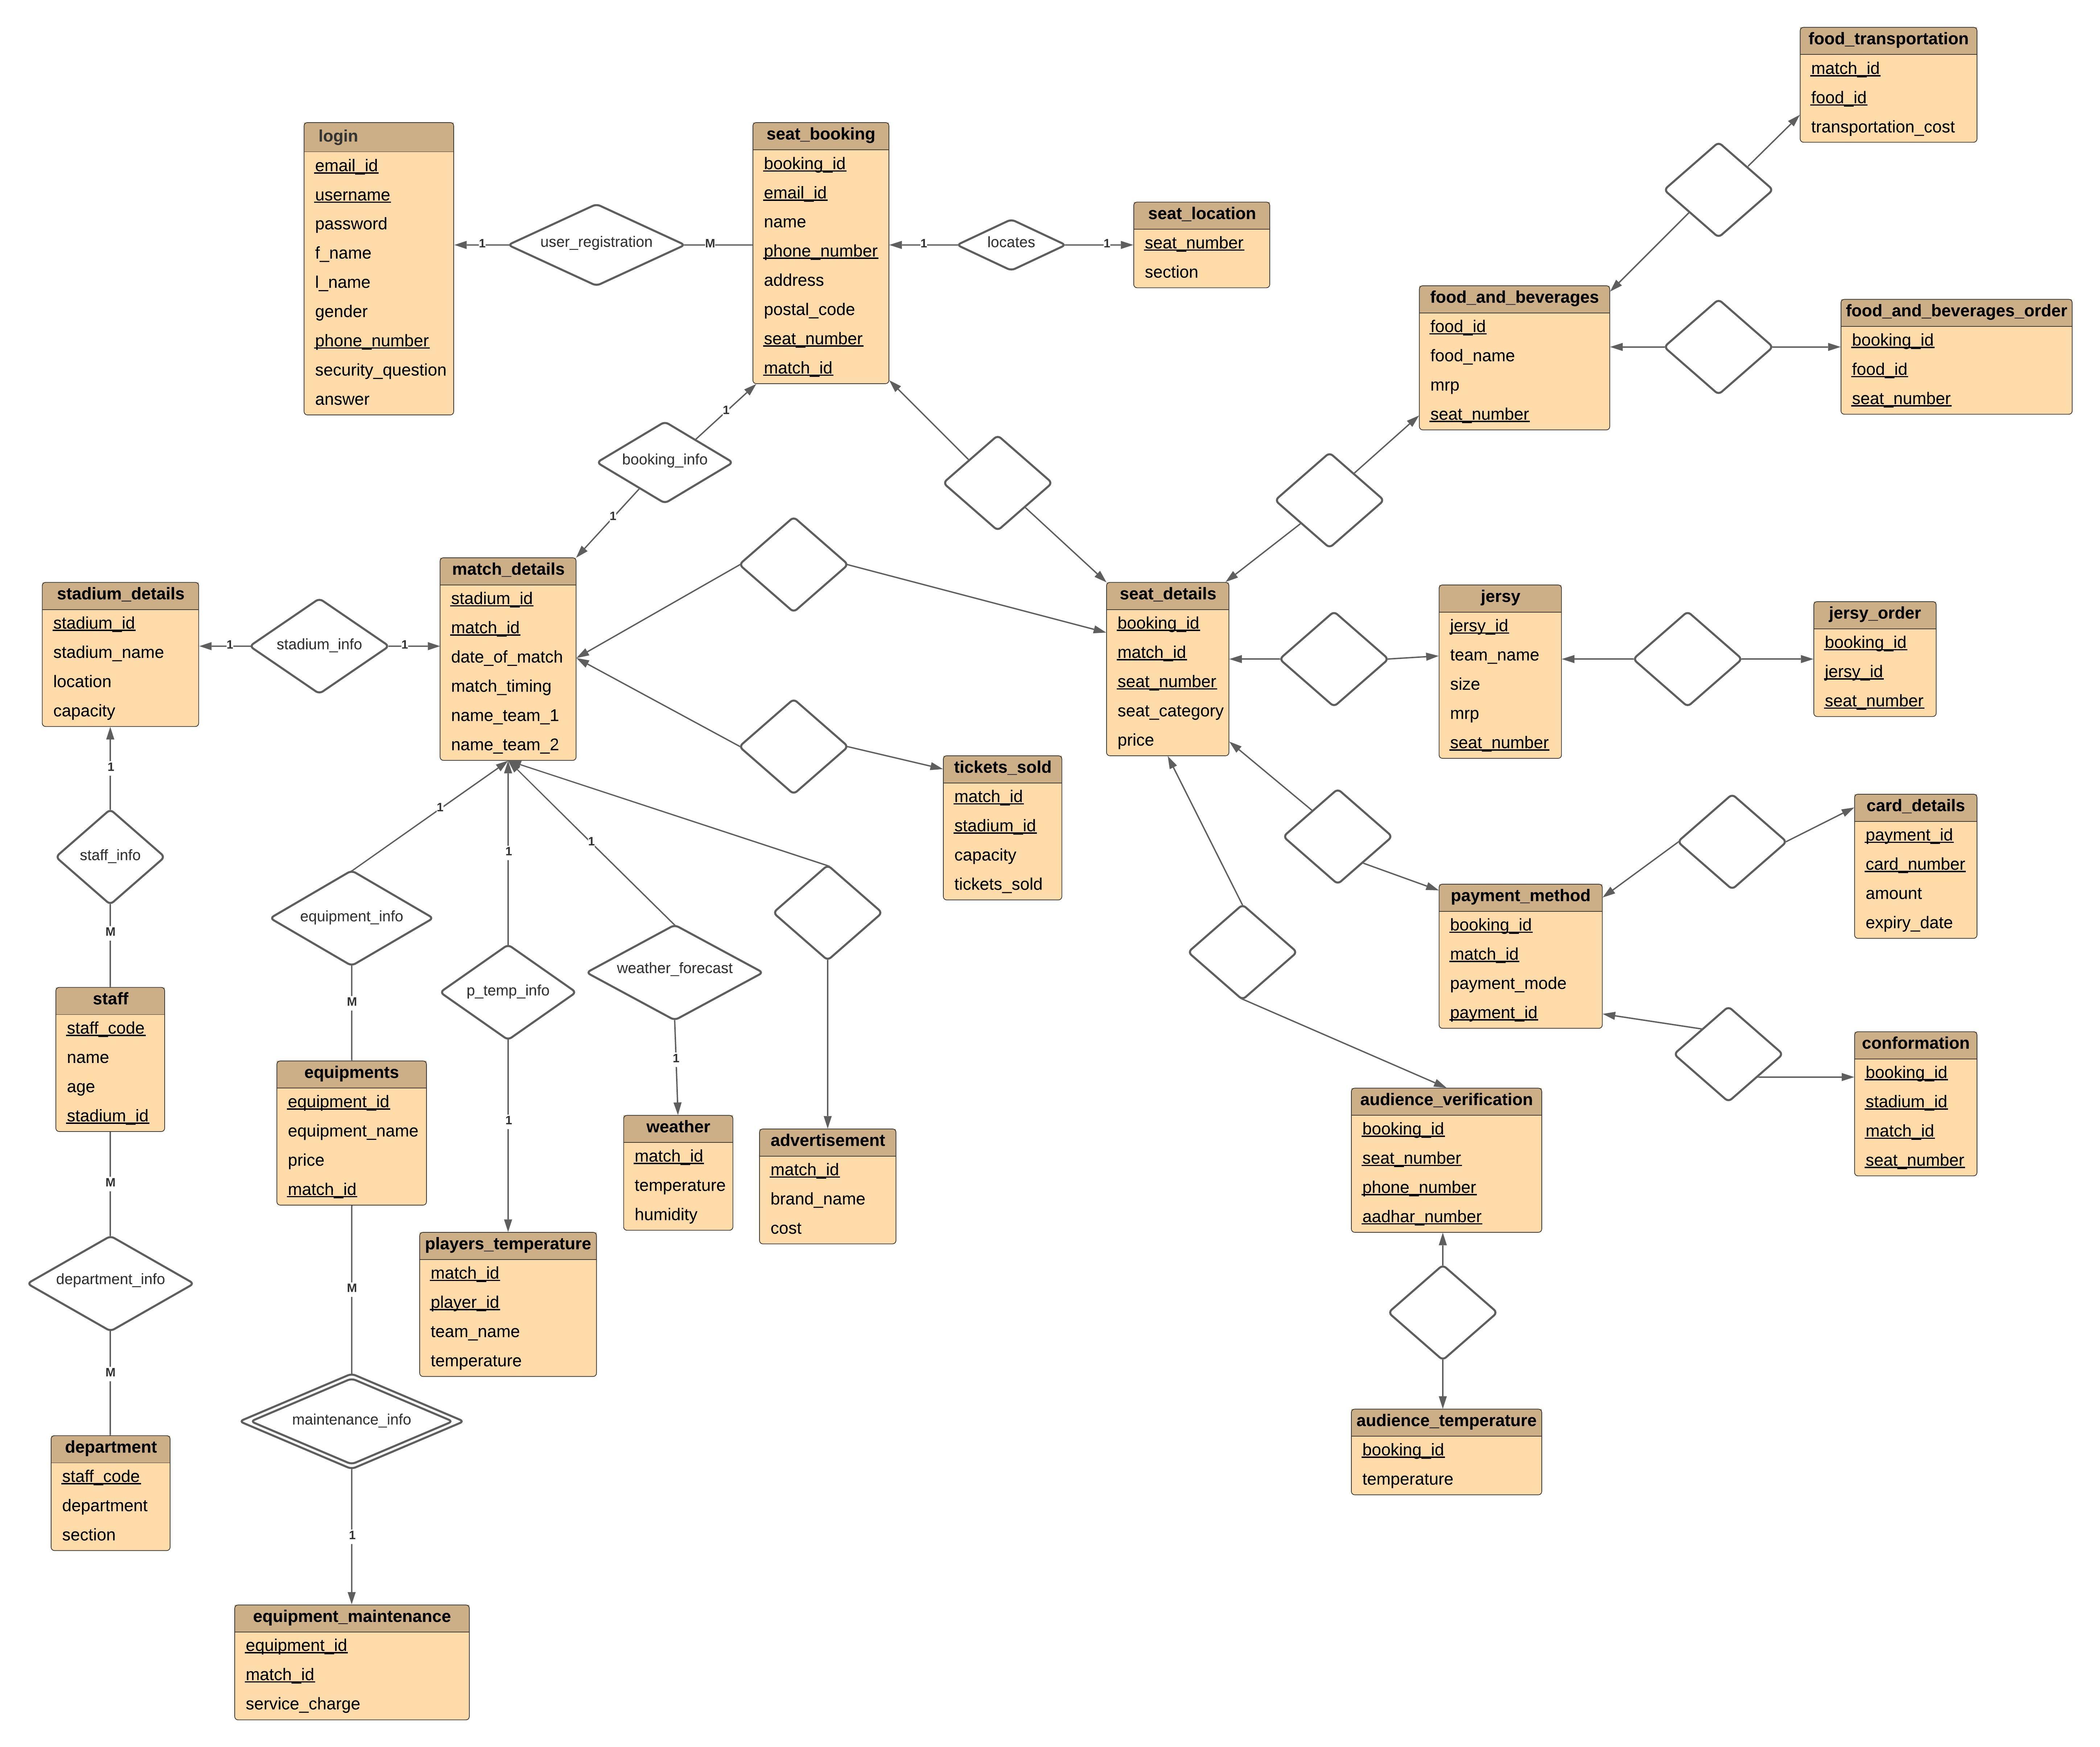 food_transportation
match_id
food_id
transportation_cost
login
email_id
username
password
f_name
l_name
gender
phone_number
security_question
answer
1
user_registration
M
seat_booking
booking_id
email_id
name
phone_number
address
postal_code
seat_number
match_id
1
locates
1
seat_location
seat_number
section
food_and_beverages
food_id
food_name
mrp
seat_number
food_and_beverages_order
booking_id
food_id
seat_number
1
booking_info
1
stadium_details
stadium_id
stadium_name
location
capacity
1
stadium_info
1
match_details
stadium_id
match_id
date_of_match
match_timing
name_team_1
name_team_2
seat_details
booking_id
match_id
seat_number
seat_category
price
jersy
jersy_id
team_name
size
mrp
seat_number
jersy_order
booking_id
jersy_id
seat_number
tickets_sold
match_id
stadium_id
capacity
tickets_sold
card_details
payment_id
card_number
amount
expiry_date
payment_method
booking_id
match_id
payment_mode
payment_id
conformation
booking_id
stadium_id
match_id
seat_number
1
staff_info
M
staff
staff_code
name
age
stadium_id
M
department_info
M
department
staff_code
department
section
1
equipment_info
M
equipments
equipment_id
equipment_name
price
match_id
M
maintenance_info
1
equipment_maintenance
equipment_id
match_id
service_charge
1
p_temp_info
1
players_temperature
match_id
player_id
team_name
temperature
1
weather_forecast
1
weather
match_id
temperature
humidity
advertisement
match_id
brand_name
cost
audience_verification
booking_id
seat_number
phone_number
aadhar_number
audience_temperature
booking_id
temperature